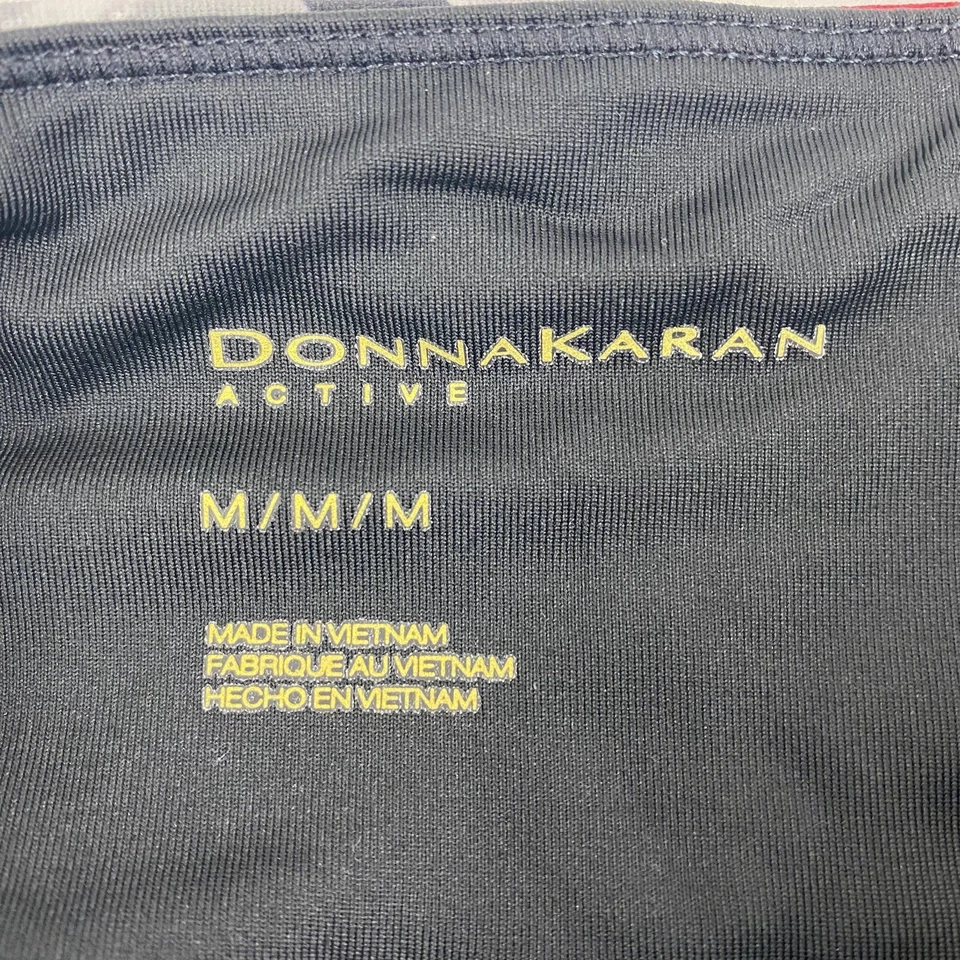 DONNAKARAN
ACTIVE
M/M/M
MADE IN VIETNAM
FABRIQUE AU VIETNAM
HECHO EN VIETNAM